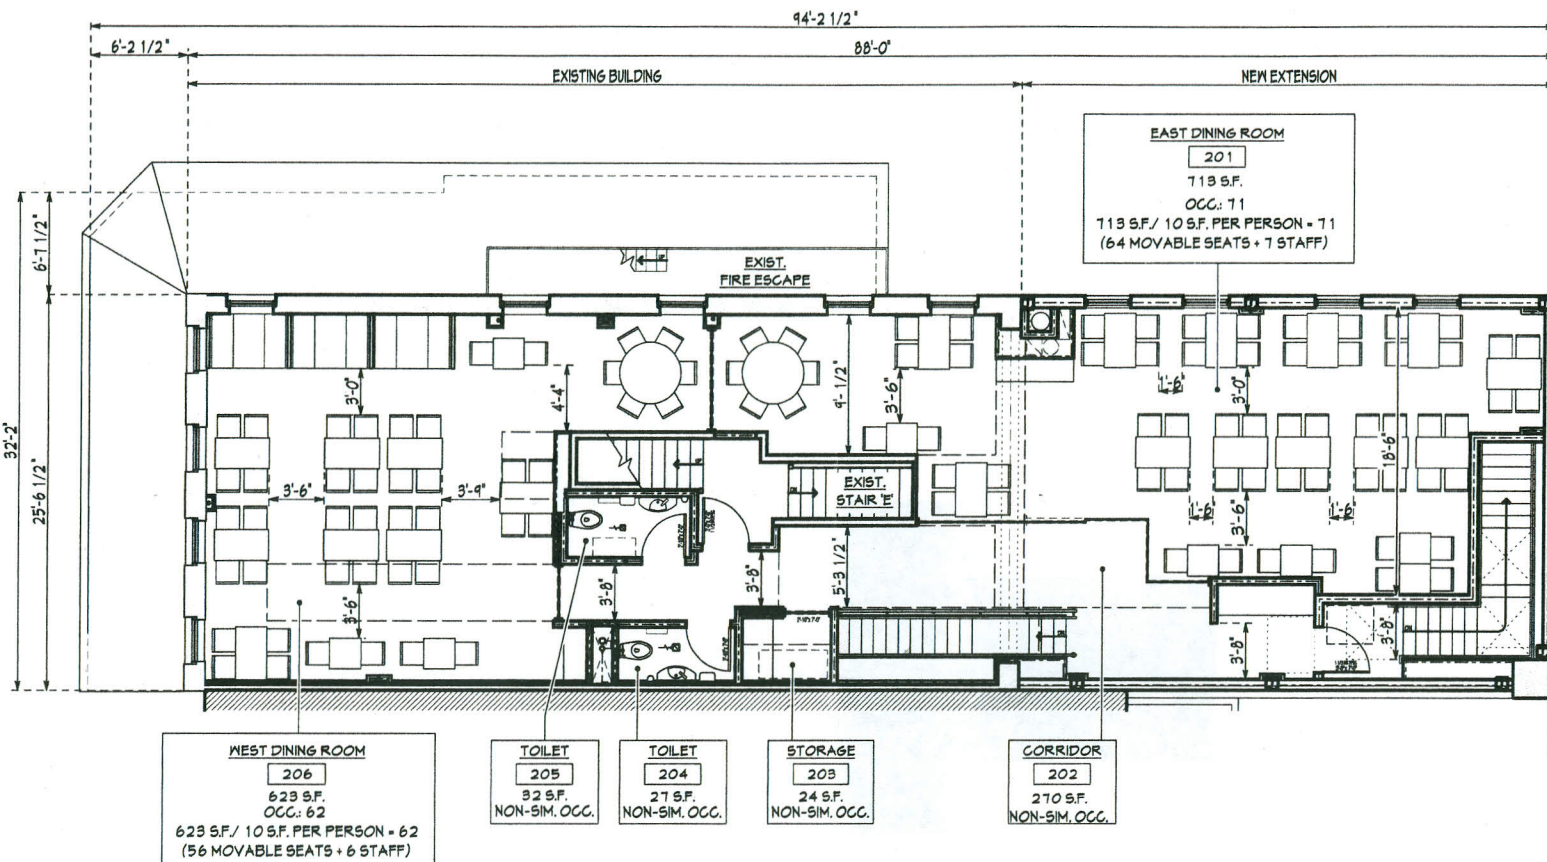 94'-2 1/2"
6'-2 1/2"
88'-0"
EXISTING BUILDING
NEW EXTENSION
EAST DINING ROOM
201
713 S.F.
OCC.: 71
713 S.F./ 10 S.F. PER PERSON = 71
(64 MOVABLE SEATS + 7 STAFF)
6'-7 1/2"
32'-2"
25'-6 1/2"
EXIST.
FIRE ESCAPE
UP
3'-0"
4'-4"
9'- 1/2"
3'-6"
1'-6"
3'-0"
18'-6"
3'-6"
3'-9"
EXIST.
STAIR 'E'
1'-6"
3'-6"
1'-6"
3'-6"
3'-8"
3'-8"
5'-3 1/2"
3'-8"
3'-8"
DN
WEST DINING ROOM
206
623 S.F.
OCC.: 62
623 S.F./ 10 S.F. PER PERSON = 62
(56 MOVABLE SEATS + 6 STAFF)
TOILET
205
32 S.F.
NON-SIM. OCC.
TOILET
204
27 S.F.
NON-SIM. OCC.
STORAGE
203
24 S.F.
NON-SIM. OCC.
CORRIDOR
202
270 S.F.
NON-SIM. OCC.